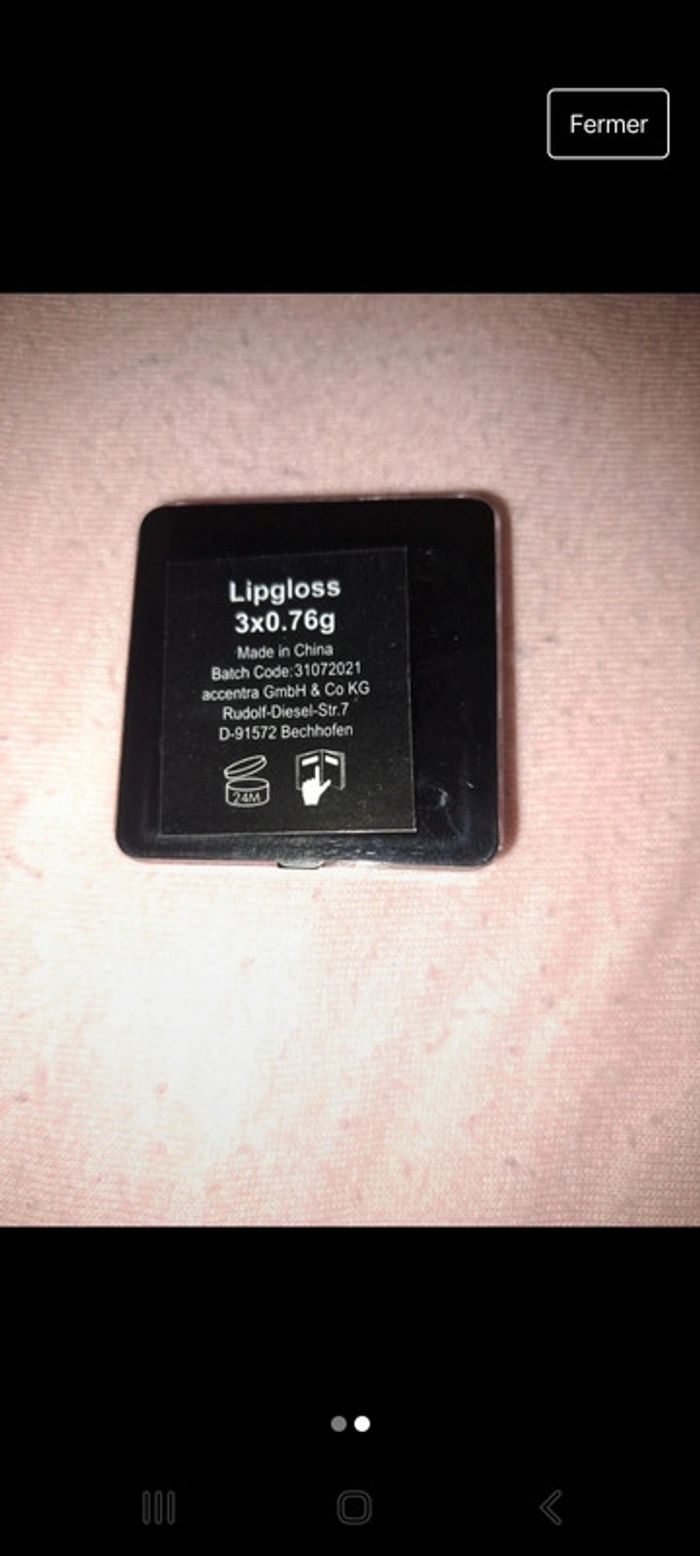 Fermer
Lipgloss
3x0.76g
Made in China
Batch Code:31072021
accentra GmbH & Co KG
Rudolf-Diesel-Str.7
D-91572 Bechhofen
24M